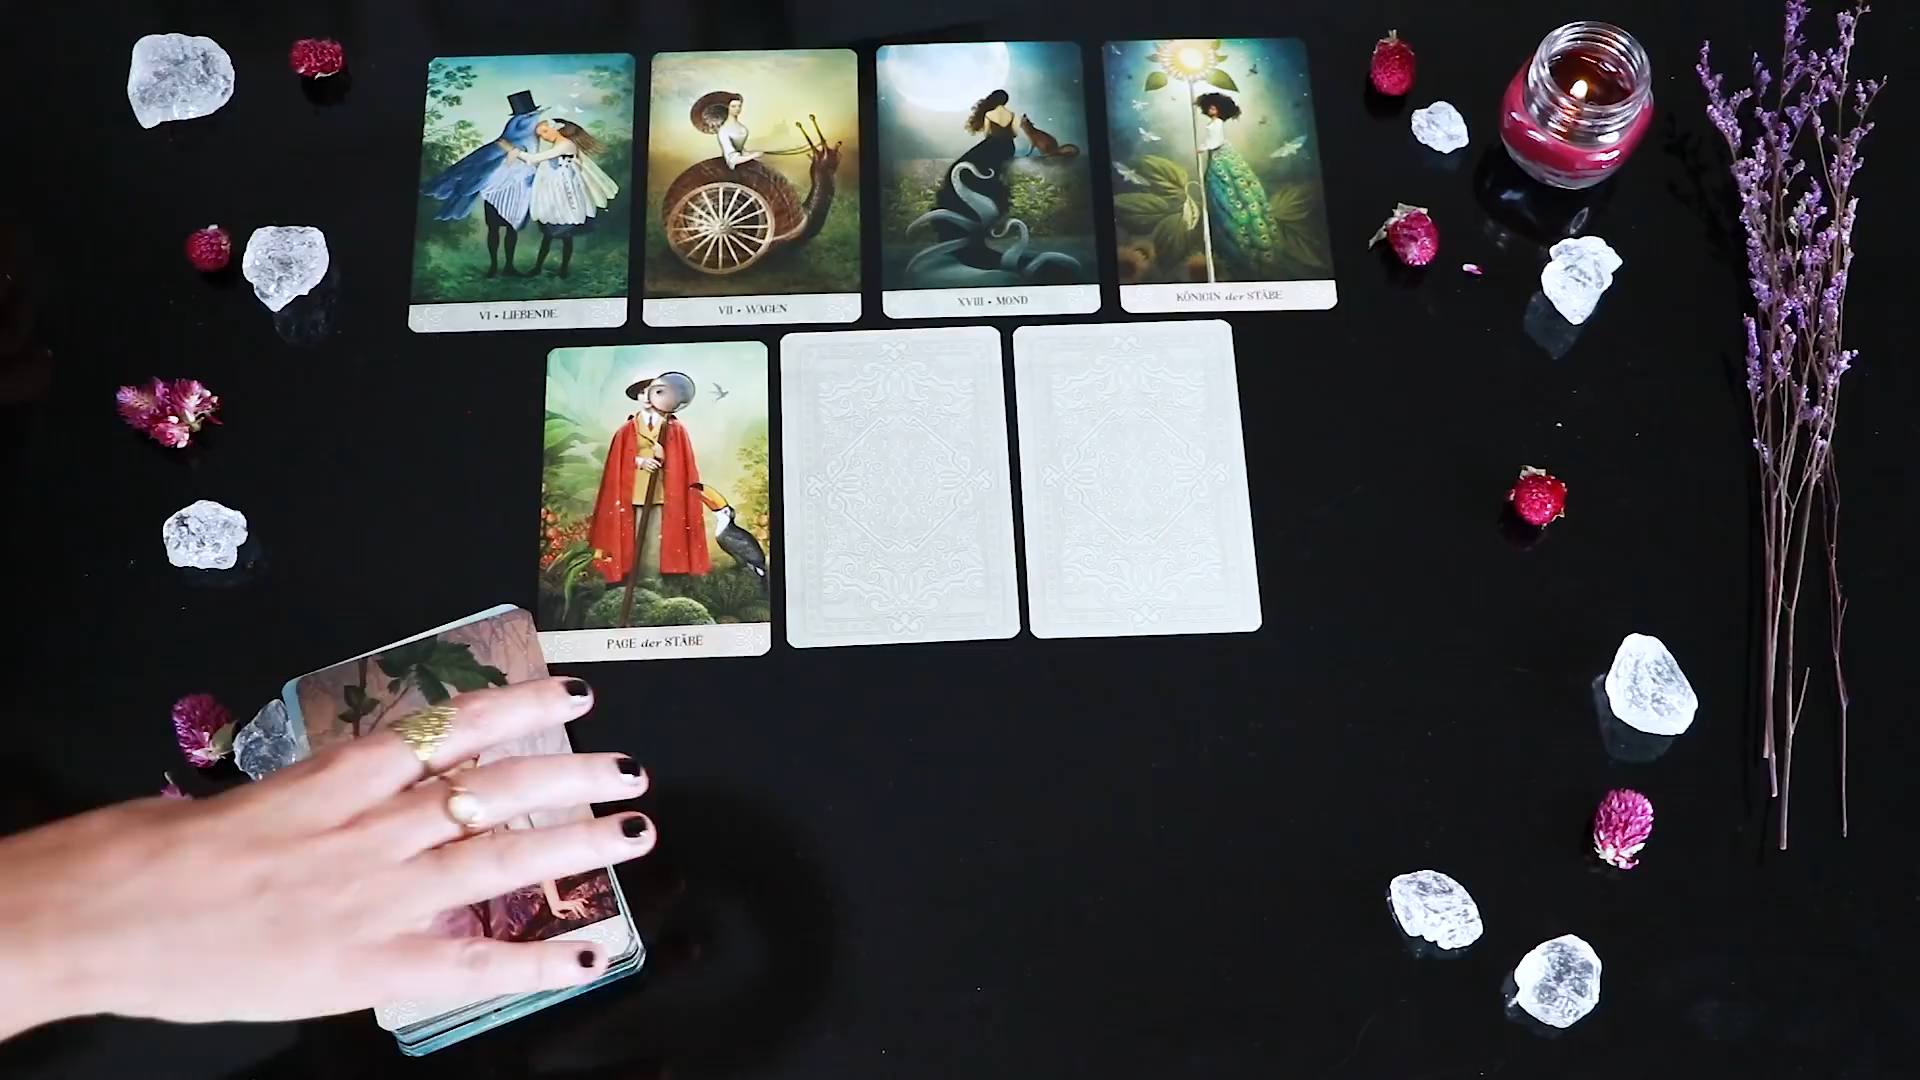 VI • LIEBENDE
VII • WAGEN
XVIII • MOND
KÖNIGIN der STÄBE
PAGE der STÄBE